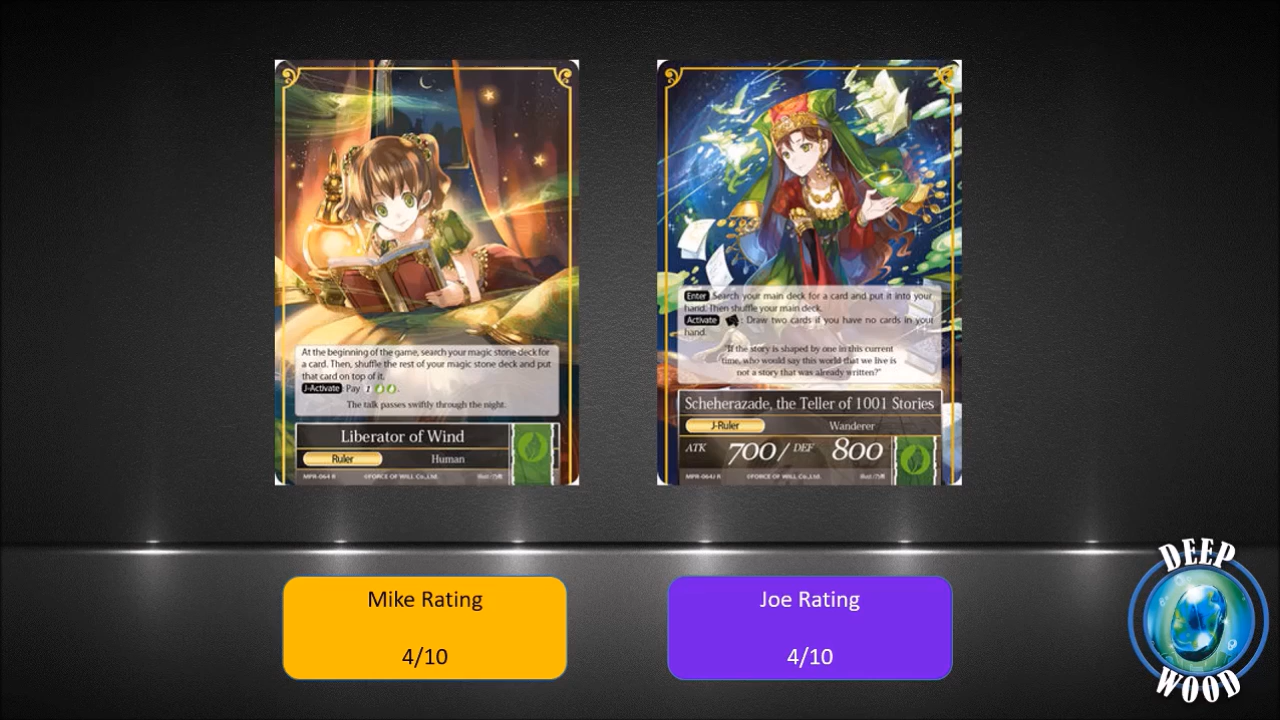 At the beginning of the game, search your magic stone deck for
a card. Then, shuffle the rest of your magic stone deck and put
that card on top of it.
J-Activate Pay 1 .
The talk passes swiftly through the night.
Liberator of Wind
Ruler Human
MPR-064 R ©FORCE OF WILL Co.,Ltd.
Enter Search your main deck for a card and put it into your
hand. Then shuffle your main deck.
Activate : Draw two cards if you have no cards in your
hand.
"If the story is shaped by one in this current
time, who would say this world that we live is
not a story that was already written?"
Scheherazade, the Teller of 1001 Stories
J-Ruler Wanderer
ATK 700/ DEF 800
MPR-064J R ©FORCE OF WILL Co.,Ltd.
Mike Rating
4/10
Joe Rating
4/10
DEEP
WOOD